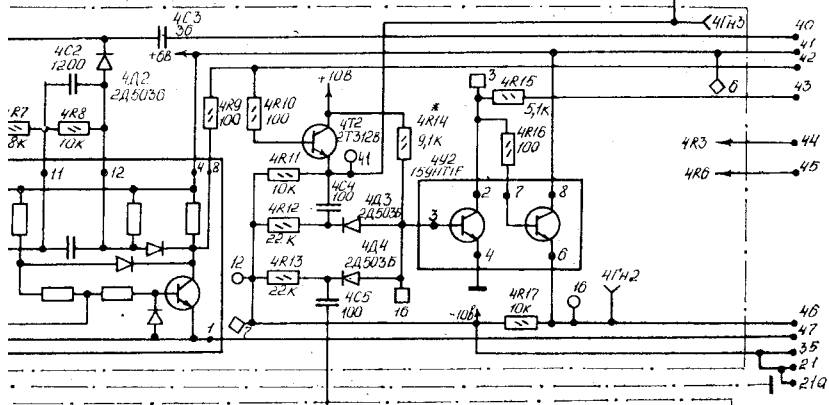 4С3
36
4Гн3
40
4С2
1200
+6В
41
42
3
4Д2
2Д503Б
+10В
4R15
6
43
4R9
100
4R10
100
4Т2
2Т312Б
*
4R14
9,1к
5,1к
4R7
8к
4R8
10к
4R16
100
4R3
44
41
4У2
159НТ1Г
4R6
45
4R11
10к
11
12
4
8
4С4
100
4Д3
2Д503Б
2
7
8
4R12
22к
3
4Д4
2Д503Б
4
6
12
4R13
22к
4С5
100
16
4Гн2
4R17
10к
16
-10В
46
1
47
35
21
21а